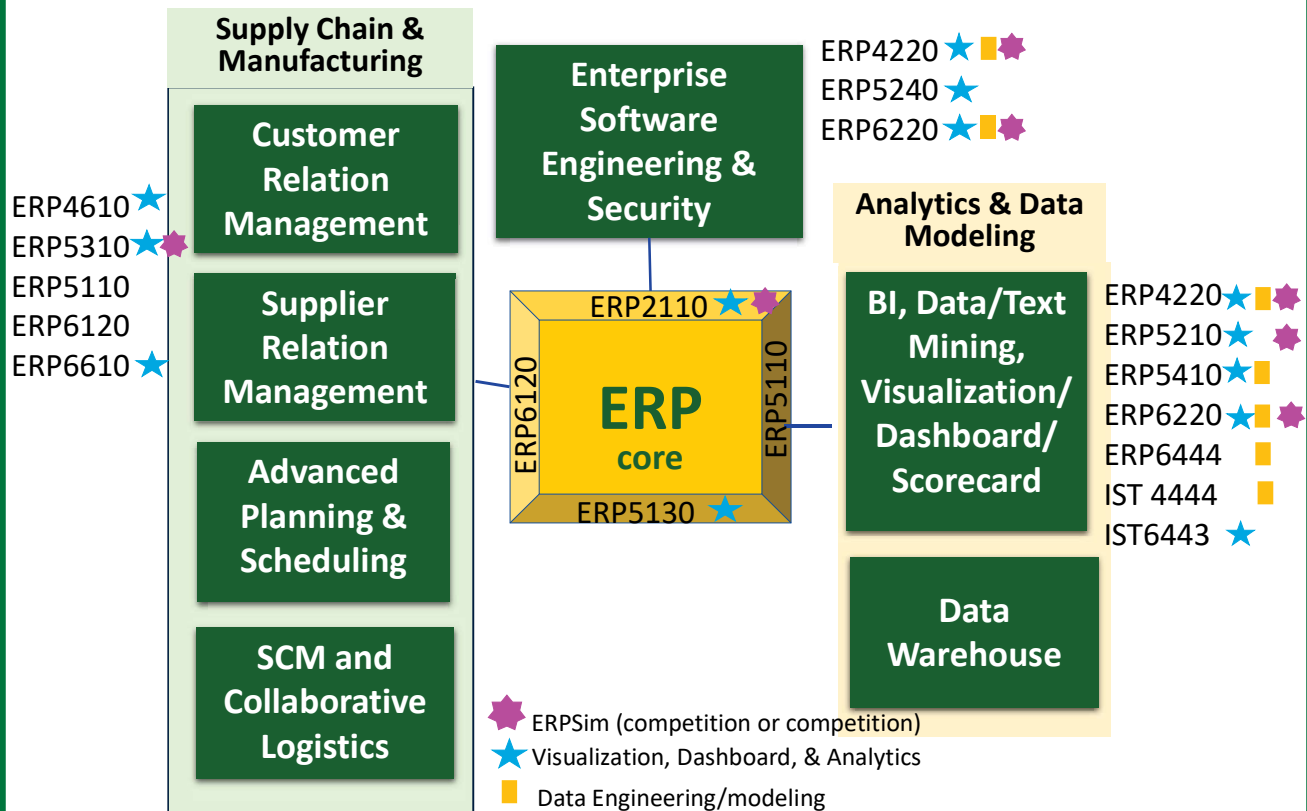 Supply Chain &
Manufacturing
Customer
Relation
Management
Supplier
Relation
Management
Advanced
Planning &
Scheduling
SCM and
Collaborative
Logistics
ERP4610
ERP5310
ERP5110
ERP6120
ERP6610
Enterprise
Software
Engineering &
Security
ERP4220
ERP5240
ERP6220
ERP2110
ERP6120
ERP
core
ERP5110
ERP5130
Analytics & Data
Modeling
BI, Data/Text
Mining,
Visualization/
Dashboard/
Scorecard
Data
Warehouse
ERP4220
ERP5210
ERP5410
ERP6220
ERP6444
IST 4444
IST6443
ERPSim (competition or competition)
Visualization, Dashboard, & Analytics
Data Engineering/modeling